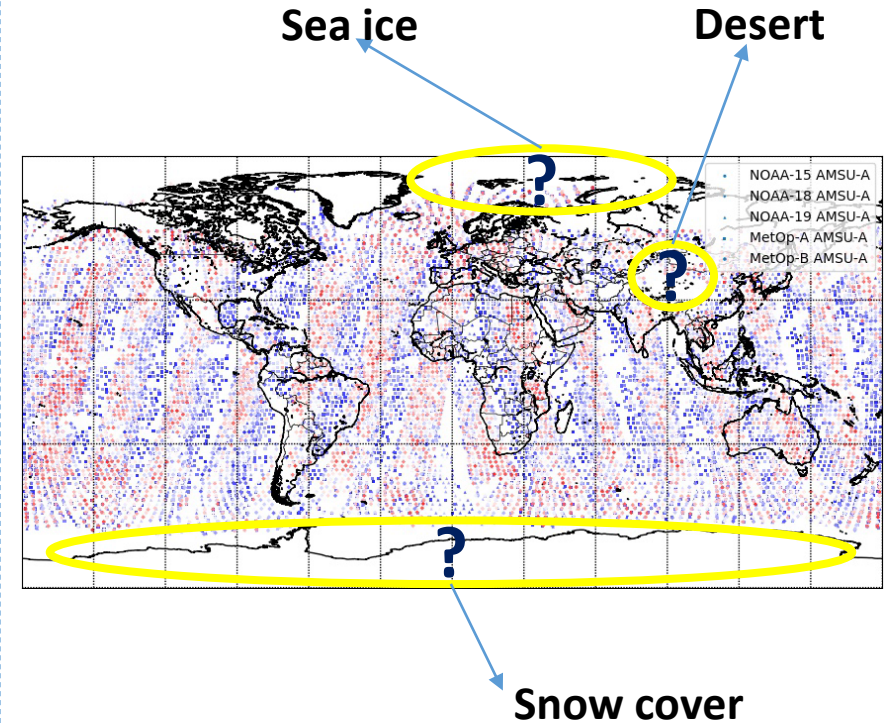 Sea ice
Desert
?
NOAA-15 AMSU-A
NOAA-18 AMSU-A
NOAA-19 AMSU-A
MetOp-A AMSU-A
MetOp-B AMSU-A
?
?
Snow cover